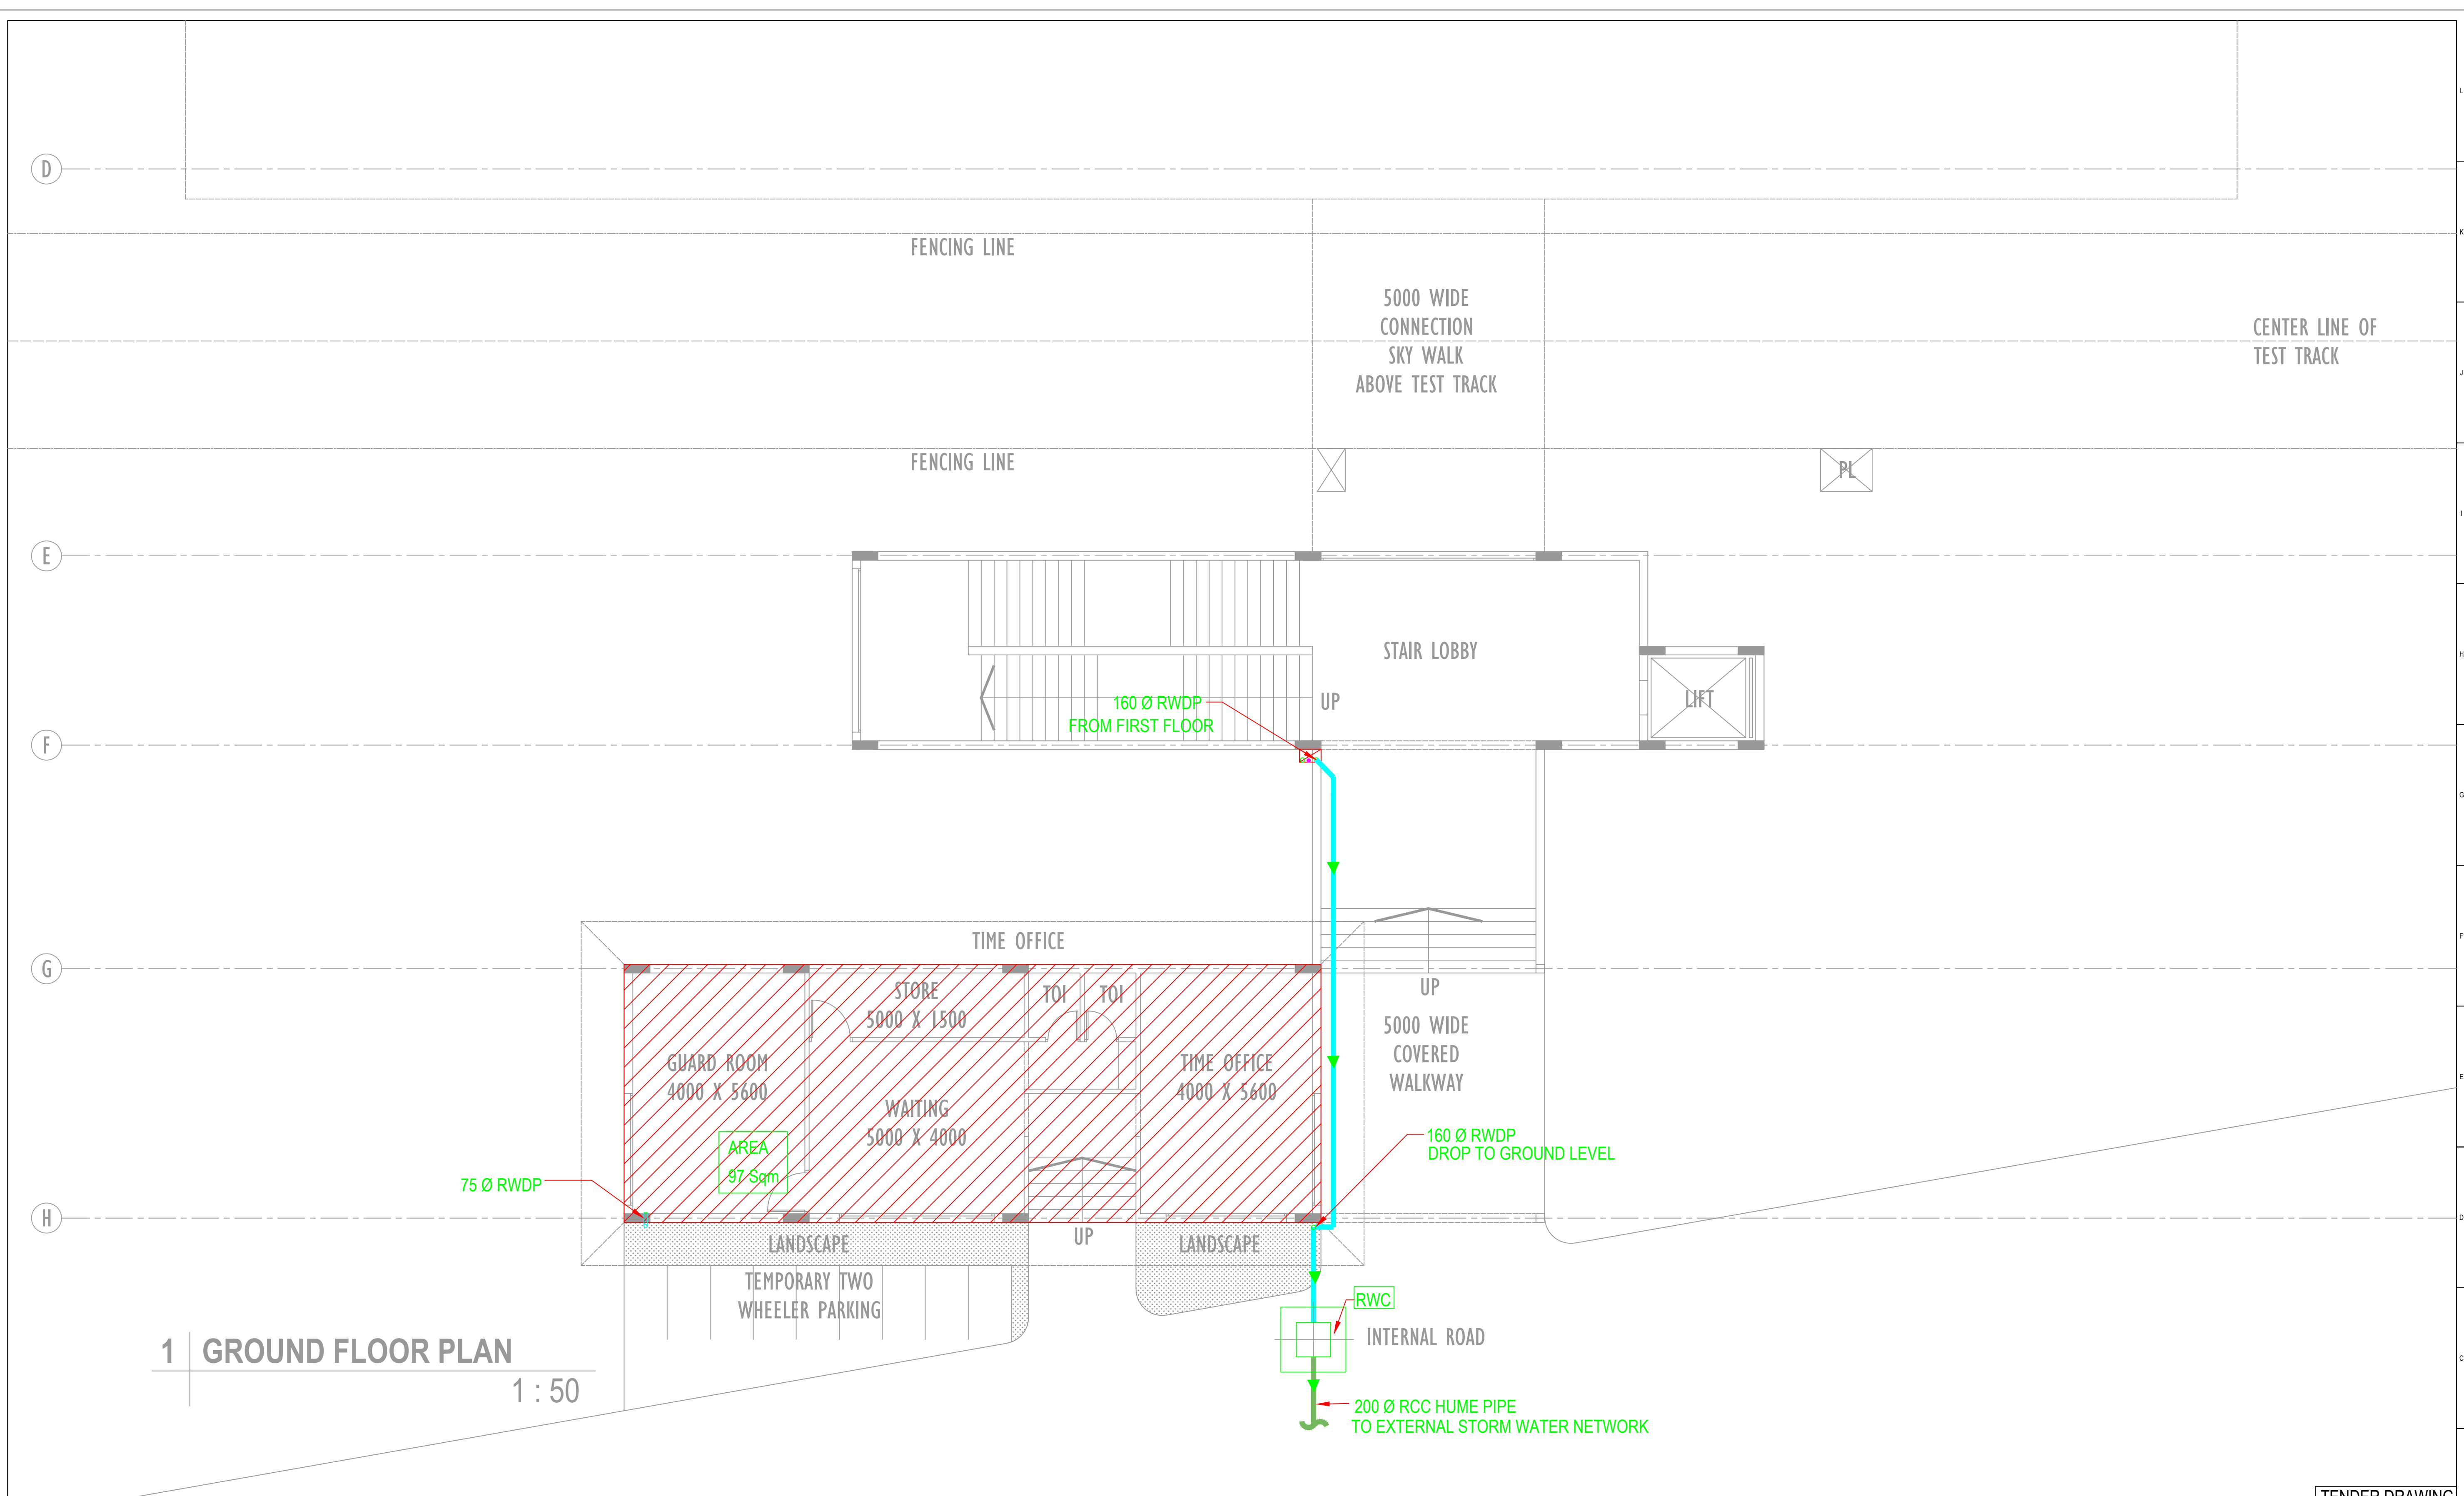 L
D
K
FENCING LINE
5000 WIDE
CONNECTION
SKY WALK
ABOVE TEST TRACK
CENTER LINE OF
TEST TRACK
J
FENCING LINE
PL
I
E
STAIR LOBBY
H
LIFT
UP
160 Ø RWDP
FROM FIRST FLOOR
F
G
TIME OFFICE
F
G
STORE
5000 X 1500
TOI
TOI
UP
5000 WIDE
COVERED
WALKWAY
GUARD ROOM
4000 X 5600
TIME OFFICE
4000 X 5600
E
WAITING
5000 X 4000
AREA
97 Sqm
160 Ø RWDP
DROP TO GROUND LEVEL
75 Ø RWDP
H
D
LANDSCAPE
UP
LANDSCAPE
TEMPORARY TWO
WHEELER PARKING
RWC
INTERNAL ROAD
1 GROUND FLOOR PLAN
1 : 50
C
200 Ø RCC HUME PIPE
TO EXTERNAL STORM WATER NETWORK
TENDER DRAWING